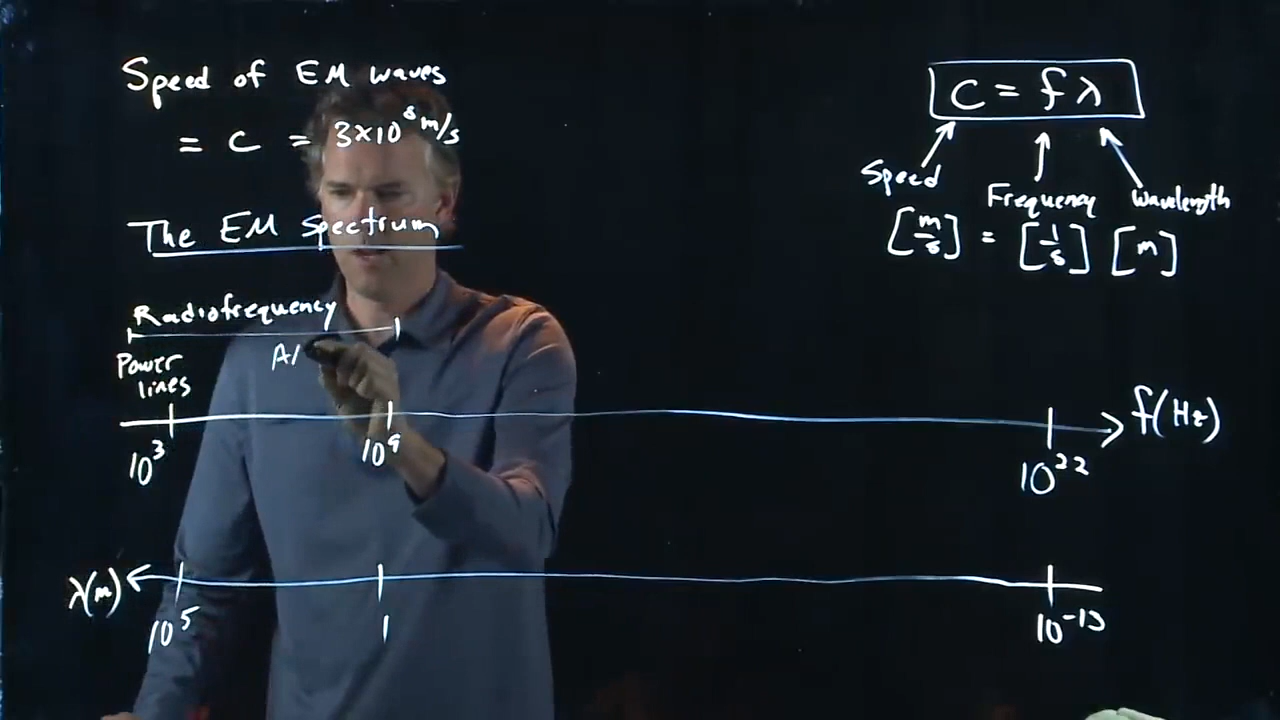 Speed of EM waves
= c = 3×10⁸ m/s
c = f λ
Speed
Frequency
Wavelength
[m/s] = [1/s] [m]
The EM Spectrum
Radiofrequency
Power
lines
A
f(Hz)
10³
10⁹
10²²
λ(m)
10⁵
1
10⁻¹³